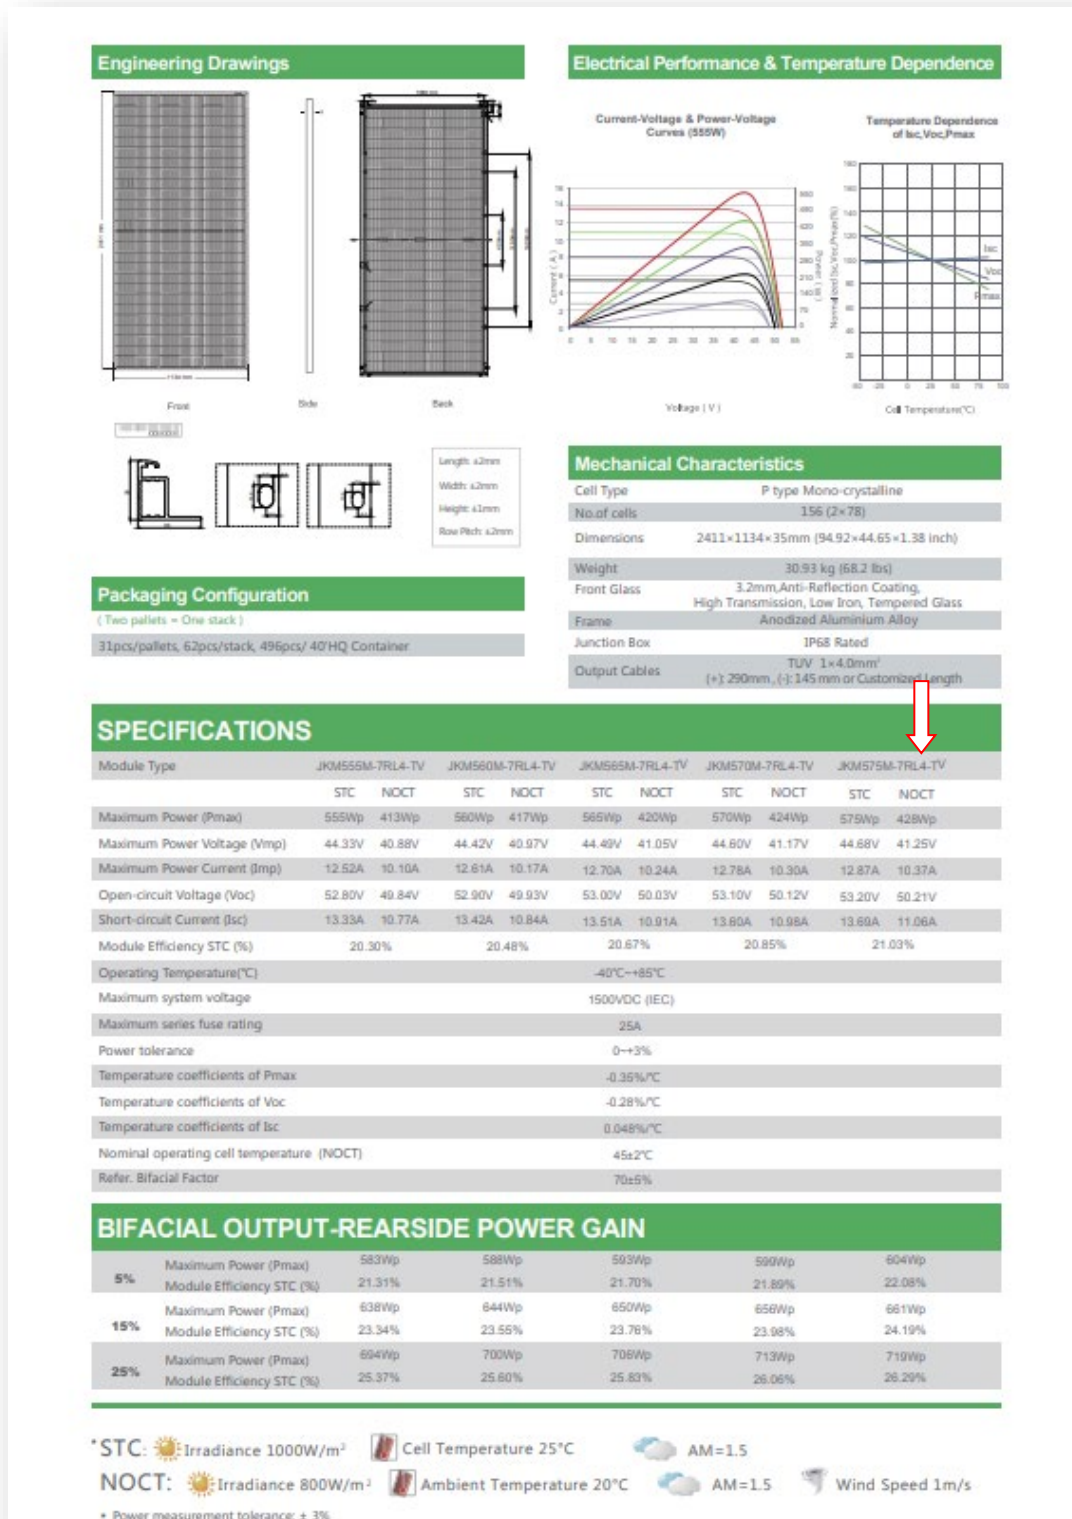 Engineering Drawings
Front
Side
Back
Length: ±2mm
Width: ±2mm
Height: ±1mm
Row Pitch: ±2mm
Packaging Configuration
( Two pallets = One stack )
31pcs/pallets, 62pcs/stack, 496pcs/ 40'HQ Container
Electrical Performance & Temperature Dependence
Current-Voltage & Power-Voltage
Curves (555W)
Current ( A )
Power ( W )
Voltage ( V )
Temperature Dependence
of Isc,Voc,Pmax
Normalized Isc,Voc,Pmax(%)
Isc
Voc
Pmax
Cell Temperature(℃)
Mechanical Characteristics
Cell Type P type Mono-crystalline
No.of cells 156 (2×78)
Dimensions 2411×1134×35mm (94.92×44.65×1.38 inch)
Weight 30.93 kg (68.2 lbs)
Front Glass 3.2mm,Anti-Reflection Coating,
High Transmission, Low Iron, Tempered Glass
Frame Anodized Aluminium Alloy
Junction Box IP68 Rated
Output Cables TUV 1×4.0mm²
(+): 290mm , (-): 145 mm or Customized Length
SPECIFICATIONS
Module Type JKM555M-7RL4-TV JKM560M-7RL4-TV JKM565M-7RL4-TV JKM570M-7RL4-TV JKM575M-7RL4-TV
STC NOCT STC NOCT STC NOCT STC NOCT STC NOCT
Maximum Power (Pmax) 555Wp 413Wp 560Wp 417Wp 565Wp 420Wp 570Wp 424Wp 575Wp 428Wp
Maximum Power Voltage (Vmp) 44.33V 40.88V 44.42V 40.97V 44.49V 41.05V 44.60V 41.17V 44.68V 41.25V
Maximum Power Current (Imp) 12.52A 10.10A 12.61A 10.17A 12.70A 10.24A 12.78A 10.30A 12.87A 10.37A
Open-circuit Voltage (Voc) 52.80V 49.84V 52.90V 49.93V 53.00V 50.03V 53.10V 50.12V 53.20V 50.21V
Short-circuit Current (Isc) 13.33A 10.77A 13.42A 10.84A 13.51A 10.91A 13.60A 10.98A 13.69A 11.06A
Module Efficiency STC (%) 20.30% 20.48% 20.67% 20.85% 21.03%
Operating Temperature(℃) -40℃~+85℃
Maximum system voltage 1500VDC (IEC)
Maximum series fuse rating 25A
Power tolerance 0~+3%
Temperature coefficients of Pmax -0.35%/℃
Temperature coefficients of Voc -0.28%/℃
Temperature coefficients of Isc 0.048%/℃
Nominal operating cell temperature (NOCT) 45±2℃
Refer. Bifacial Factor 70±5%
BIFACIAL OUTPUT-REARSIDE POWER GAIN
5% Maximum Power (Pmax) 583Wp 588Wp 593Wp 599Wp 604Wp
Module Efficiency STC (%) 21.31% 21.51% 21.70% 21.89% 22.08%
15% Maximum Power (Pmax) 638Wp 644Wp 650Wp 656Wp 661Wp
Module Efficiency STC (%) 23.34% 23.55% 23.76% 23.98% 24.19%
25% Maximum Power (Pmax) 694Wp 700Wp 706Wp 713Wp 719Wp
Module Efficiency STC (%) 25.37% 25.60% 25.83% 26.06% 26.29%
*STC: Irradiance 1000W/m² Cell Temperature 25°C AM=1.5
NOCT: Irradiance 800W/m² Ambient Temperature 20°C AM=1.5 Wind Speed 1m/s
• Power measurement tolerance: ± 3%